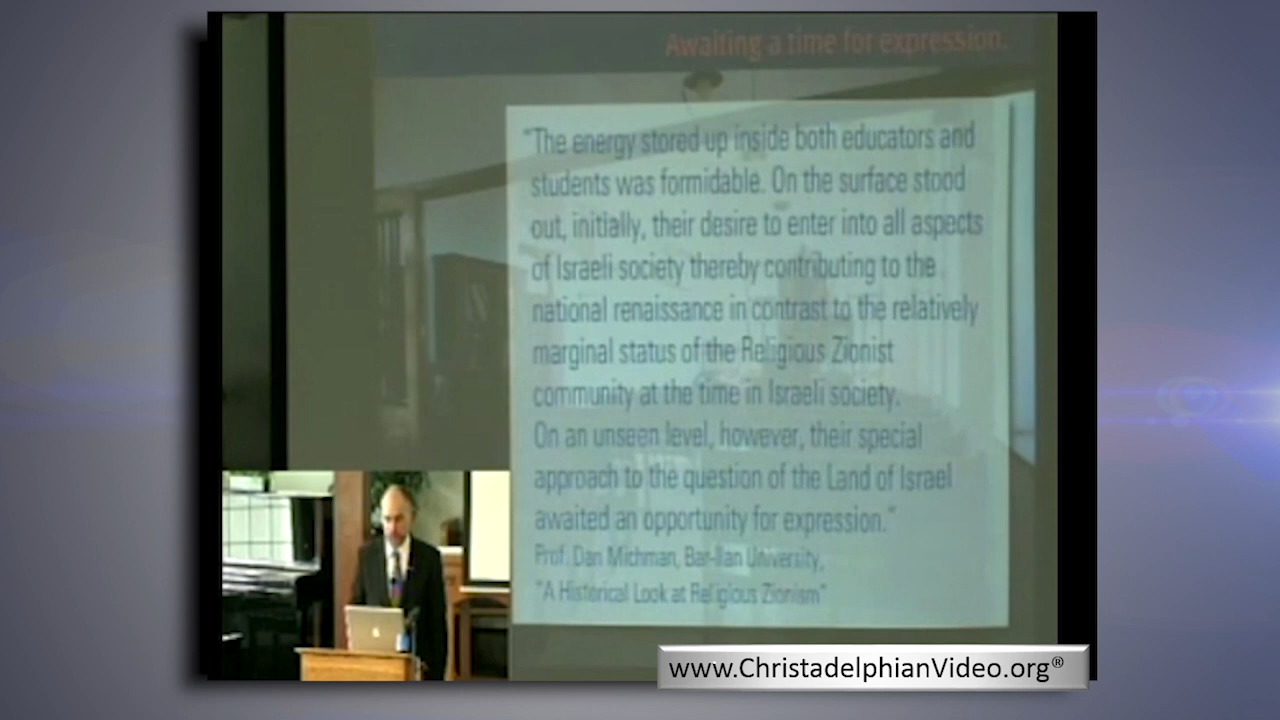 Awaiting a time for expression.
"The energy stored up inside both educators and
students was formidable. On the surface stood
out, initially, their desire to enter into all aspects
of Israeli society thereby contributing to the
national renaissance in contrast to the relatively
marginal status of the Religious Zionist
community at the time in Israeli society.
On an unseen level, however, their special
approach to the question of the Land of Israel
awaited an opportunity for expression."
Prof. Dan Michman, Bar-Ilan University,
"A Historical Look at Religious Zionism"
www.ChristadelphianVideo.org®